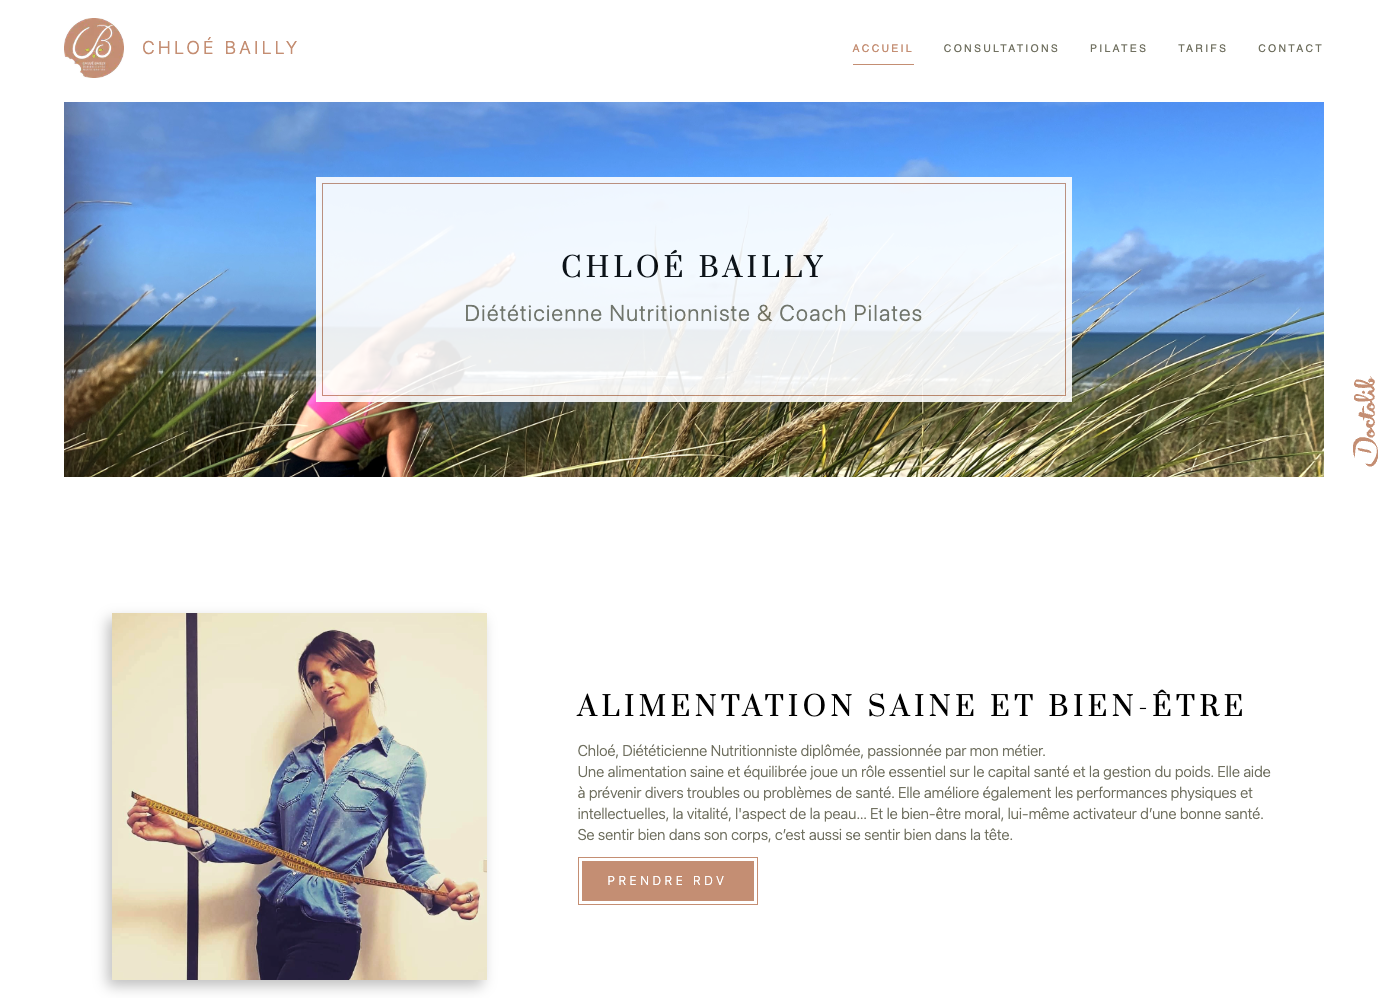 CB
CHLOÉ BAILLY
ACCUEIL CONSULTATIONS PILATES TARIFS CONTACT
CHLOÉ BAILLY
Diététicienne Nutritionniste & Coach Pilates
Doctolib
ALIMENTATION SAINE ET BIEN-ÊTRE
Chloé, Diététicienne Nutritionniste diplômée, passionnée par mon métier.
Une alimentation saine et équilibrée joue un rôle essentiel sur le capital santé et la gestion du poids. Elle aide
à prévenir divers troubles ou problèmes de santé. Elle améliore également les performances physiques et
intellectuelles, la vitalité, l'aspect de la peau... Et le bien-être moral, lui-même activateur d’une bonne santé.
Se sentir bien dans son corps, c’est aussi se sentir bien dans la tête.
PRENDRE RDV